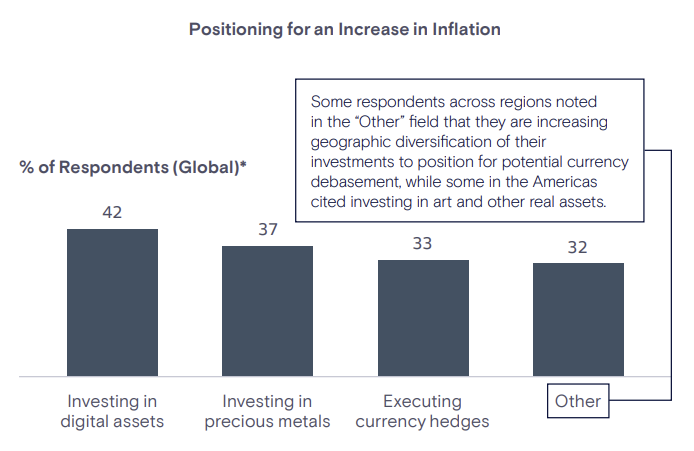 Positioning for an Increase in Inflation
Some respondents across regions noted
in the “Other” field that they are increasing
geographic diversification of their
investments to position for potential currency
debasement, while some in the Americas
cited investing in art and other real assets.
% of Respondents (Global)*
42
37
33
32
Investing in
digital assets
Investing in
precious metals
Executing
currency hedges
Other